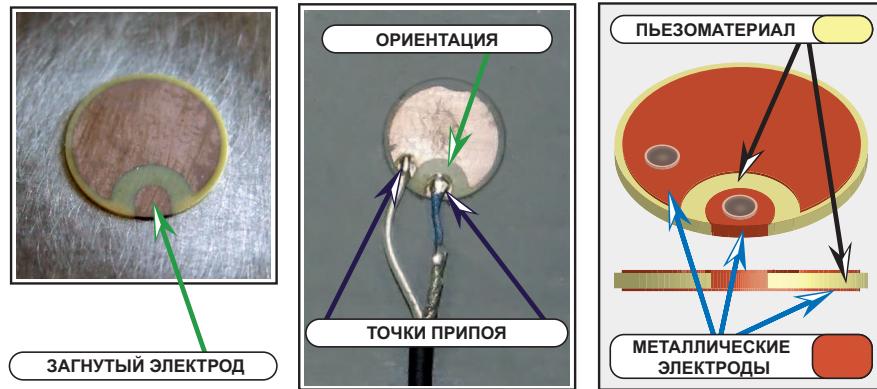 ОРИЕНТАЦИЯ
ПЬЕЗОМАТЕРИАЛ
ТОЧКИ ПРИПОЯ
ЗАГНУТЫЙ ЭЛЕКТРОД
МЕТАЛЛИЧЕСКИЕ
ЭЛЕКТРОДЫ